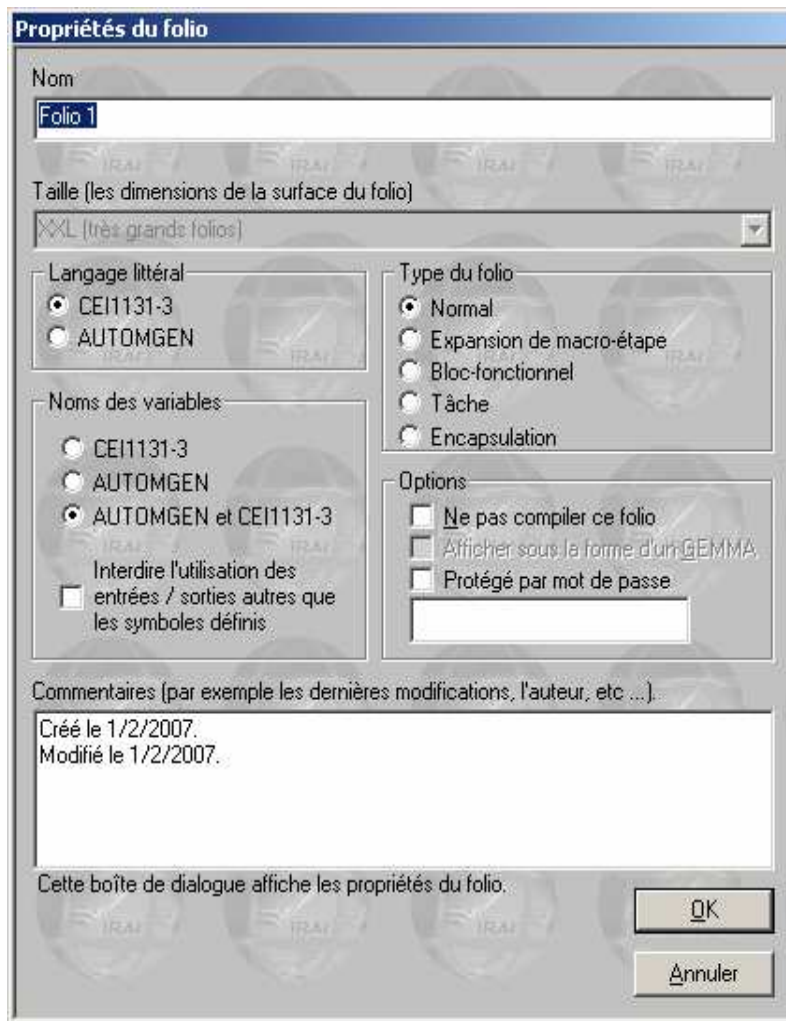 Propriétés du folio
Nom
Folio 1
Taille (les dimensions de la surface du folio)
XXL (très grands folios)
Langage littéral
CEI1131-3
AUTOMGEN
Type du folio
Normal
Expansion de macro-étape
Bloc-fonctionnel
Tâche
Encapsulation
Noms des variables
CEI1131-3
AUTOMGEN
AUTOMGEN et CEI1131-3
Interdire l'utilisation des
entrées / sorties autres que
les symboles définis
Options
Ne pas compiler ce folio
Afficher sous la forme d'un GEMMA
Protégé par mot de passe
Commentaires (par exemple les dernières modifications, l'auteur, etc ...).
Créé le 1/2/2007.
Modifié le 1/2/2007.
Cette boîte de dialogue affiche les propriétés du folio.
OK
Annuler